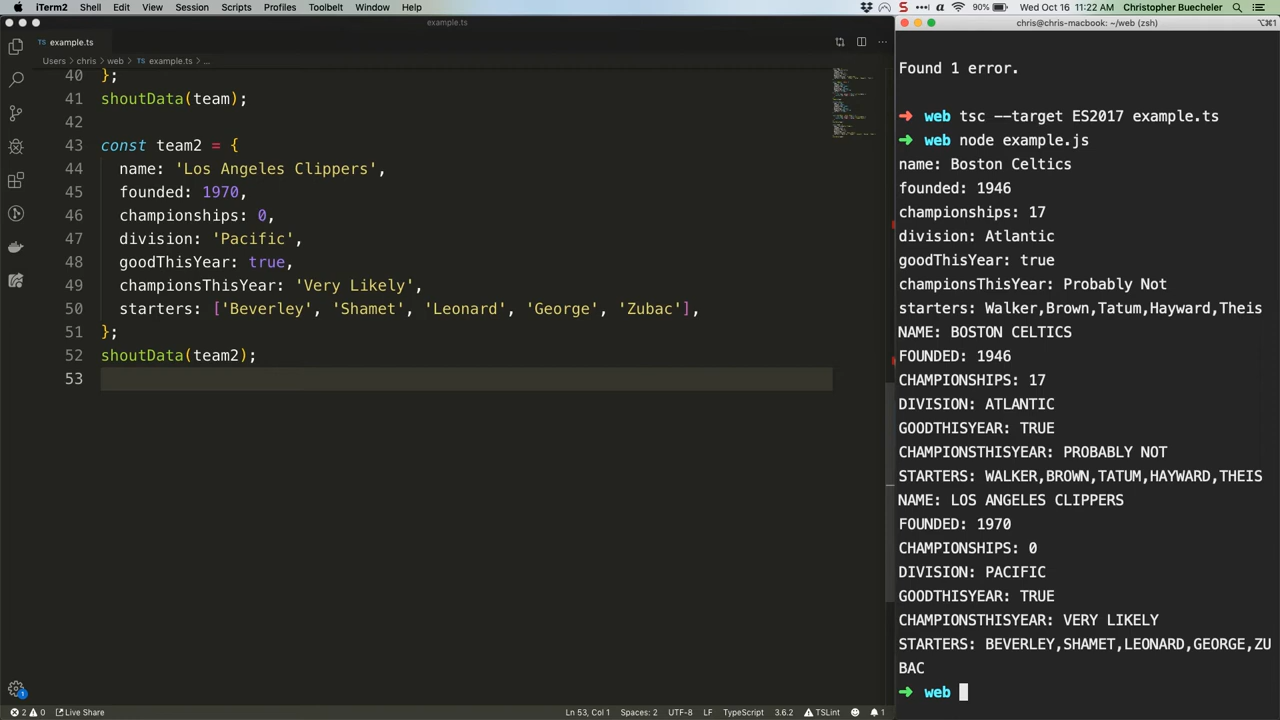 iTerm2 Shell Edit View Session Scripts Profiles Toolbelt Window Help 90% Wed Oct 16 11:22 AM Christopher Buecheler
example.ts
example.ts
Users › chris › web › example.ts › ...
40 };
41 shoutData(team);
42
43 const team2 = {
44 name: 'Los Angeles Clippers',
45 founded: 1970,
46 championships: 0,
47 division: 'Pacific',
48 goodThisYear: true,
49 championsThisYear: 'Very Likely',
50 starters: ['Beverley', 'Shamet', 'Leonard', 'George', 'Zubac'],
51 };
52 shoutData(team2);
53
1
2 0 Live Share Ln 53, Col 1 Spaces: 2 UTF-8 LF TypeScript 3.6.2 TSLint 1
chris@chris-macbook: ~/web (zsh) ⌥⌘1
Found 1 error.
➜ web tsc --target ES2017 example.ts
➜ web node example.js
name: Boston Celtics
founded: 1946
championships: 17
division: Atlantic
goodThisYear: true
championsThisYear: Probably Not
starters: Walker,Brown,Tatum,Hayward,Theis
NAME: BOSTON CELTICS
FOUNDED: 1946
CHAMPIONSHIPS: 17
DIVISION: ATLANTIC
GOODTHISYEAR: TRUE
CHAMPIONSTHISYEAR: PROBABLY NOT
STARTERS: WALKER,BROWN,TATUM,HAYWARD,THEIS
NAME: LOS ANGELES CLIPPERS
FOUNDED: 1970
CHAMPIONSHIPS: 0
DIVISION: PACIFIC
GOODTHISYEAR: TRUE
CHAMPIONSTHISYEAR: VERY LIKELY
STARTERS: BEVERLEY,SHAMET,LEONARD,GEORGE,ZU
BAC
➜ web